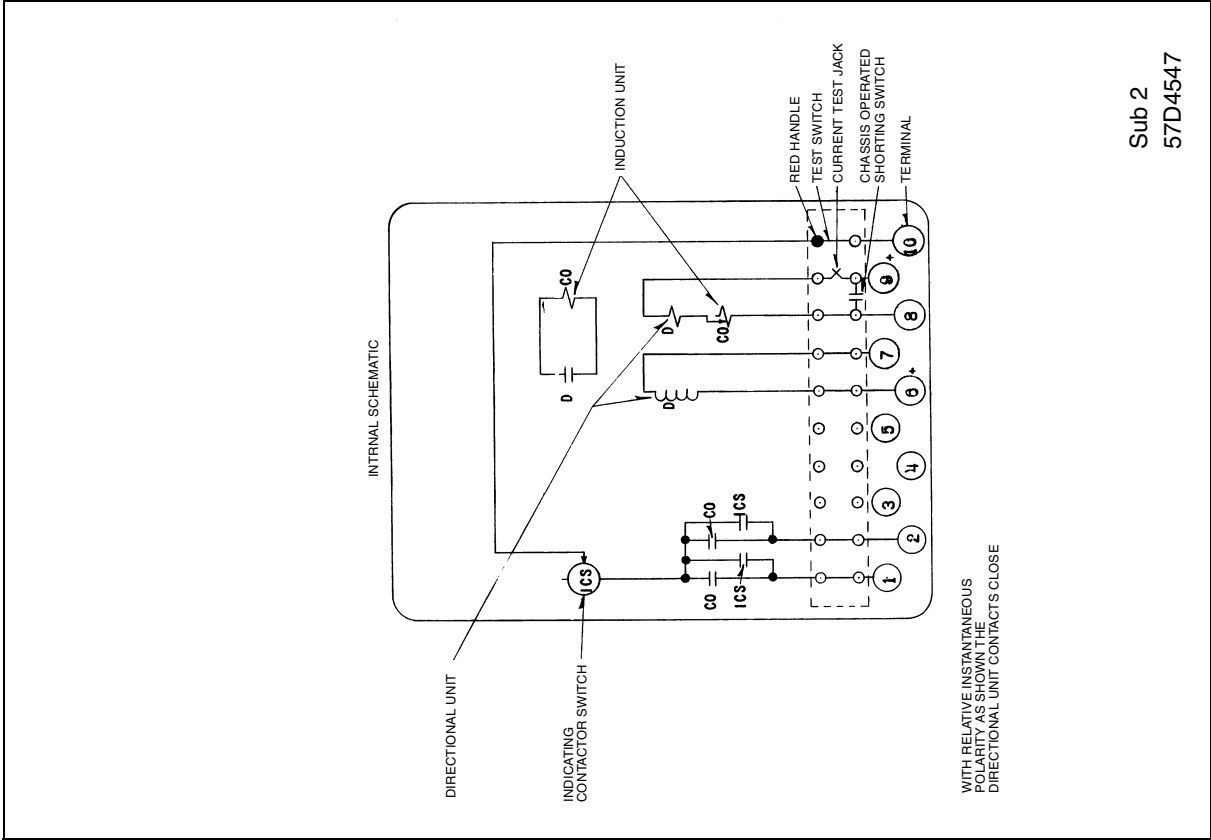 INTRNAL SCHEMATIC
INDUCTION UNIT
RED HANDLE
TEST SWITCH
CURRENT TEST JACK
CHASSIS OPERATED
SHORTING SWITCH
TERMINAL
DIRECTIONAL UNIT
INDICATING
CONTACTOR SWITCH
ICS
CO
ICS
CO
ICS
D
CO
D
D
CO
1
2
3
4
5
6
+
7
8
9
+
10
WITH RELATIVE INSTANTANEOUS
POLARITY AS SHOWN THE
DIRECTIONAL UNIT CONTACTS CLOSE
Sub 2
57D4547